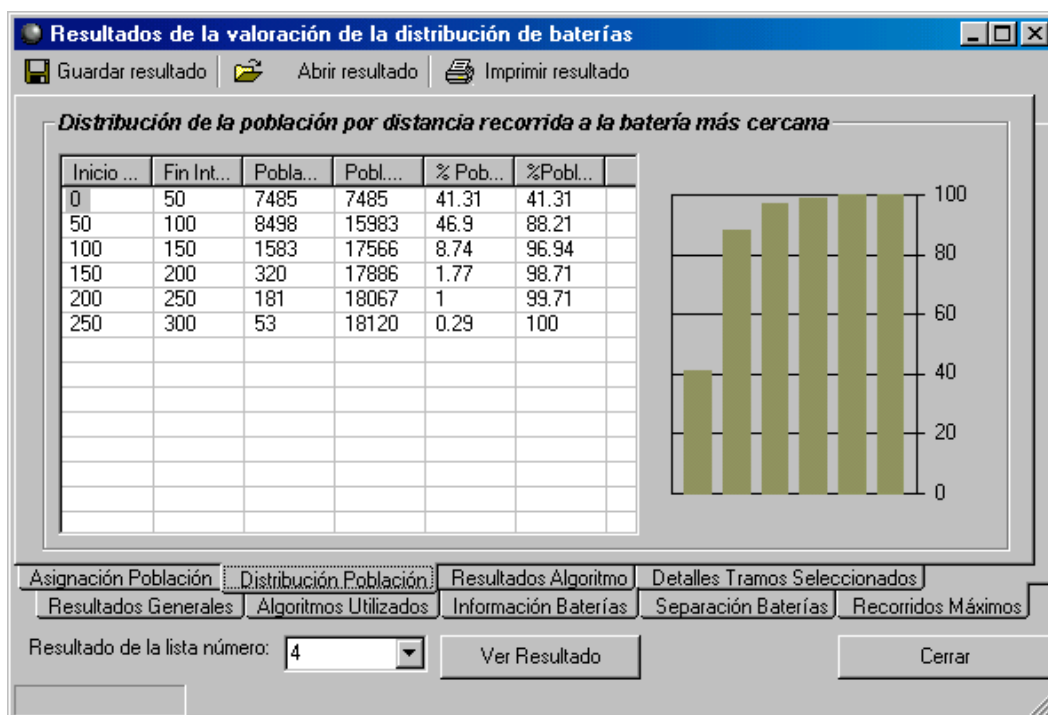 Resultados de la valoración de la distribución de baterías
Guardar resultado Abrir resultado Imprimir resultado
Distribución de la población por distancia recorrida a la batería más cercana
Inicio ... Fin Int... Pobla... Pobl.... % Pob... %Pobl...
0 50 7485 7485 41.31 41.31
50 100 8498 15983 46.9 88.21
100 150 1583 17566 8.74 96.94
150 200 320 17886 1.77 98.71
200 250 181 18067 1 99.71
250 300 53 18120 0.29 100
100
80
60
40
20
0
Asignación Población Distribución Población Resultados Algoritmo Detalles Tramos Seleccionados
Resultados Generales Algoritmos Utilizados Información Baterías Separación Baterías Recorridos Máximos
Resultado de la lista número: 4 Ver Resultado Cerrar